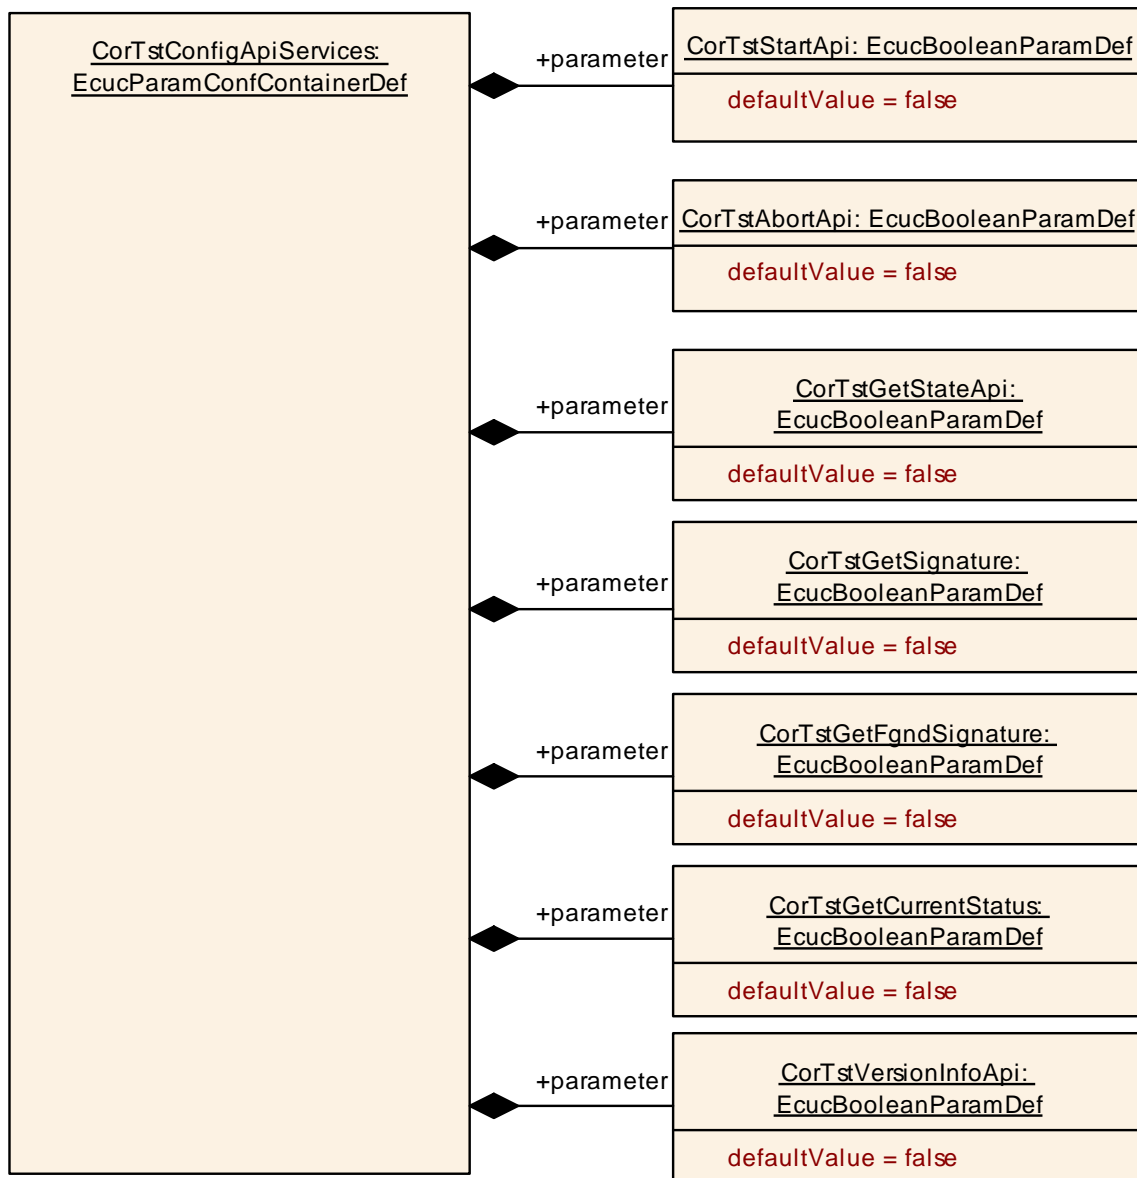 CorTstConfigApiServices:
EcucParamConfContainerDef
+parameter
CorTstStartApi: EcucBooleanParamDef
defaultValue = false
+parameter
CorTstAbortApi: EcucBooleanParamDef
defaultValue = false
+parameter
CorTstGetStateApi:
EcucBooleanParamDef
defaultValue = false
+parameter
CorTstGetSignature:
EcucBooleanParamDef
defaultValue = false
+parameter
CorTstGetFgndSignature:
EcucBooleanParamDef
defaultValue = false
+parameter
CorTstGetCurrentStatus:
EcucBooleanParamDef
defaultValue = false
+parameter
CorTstVersionInfoApi:
EcucBooleanParamDef
defaultValue = false